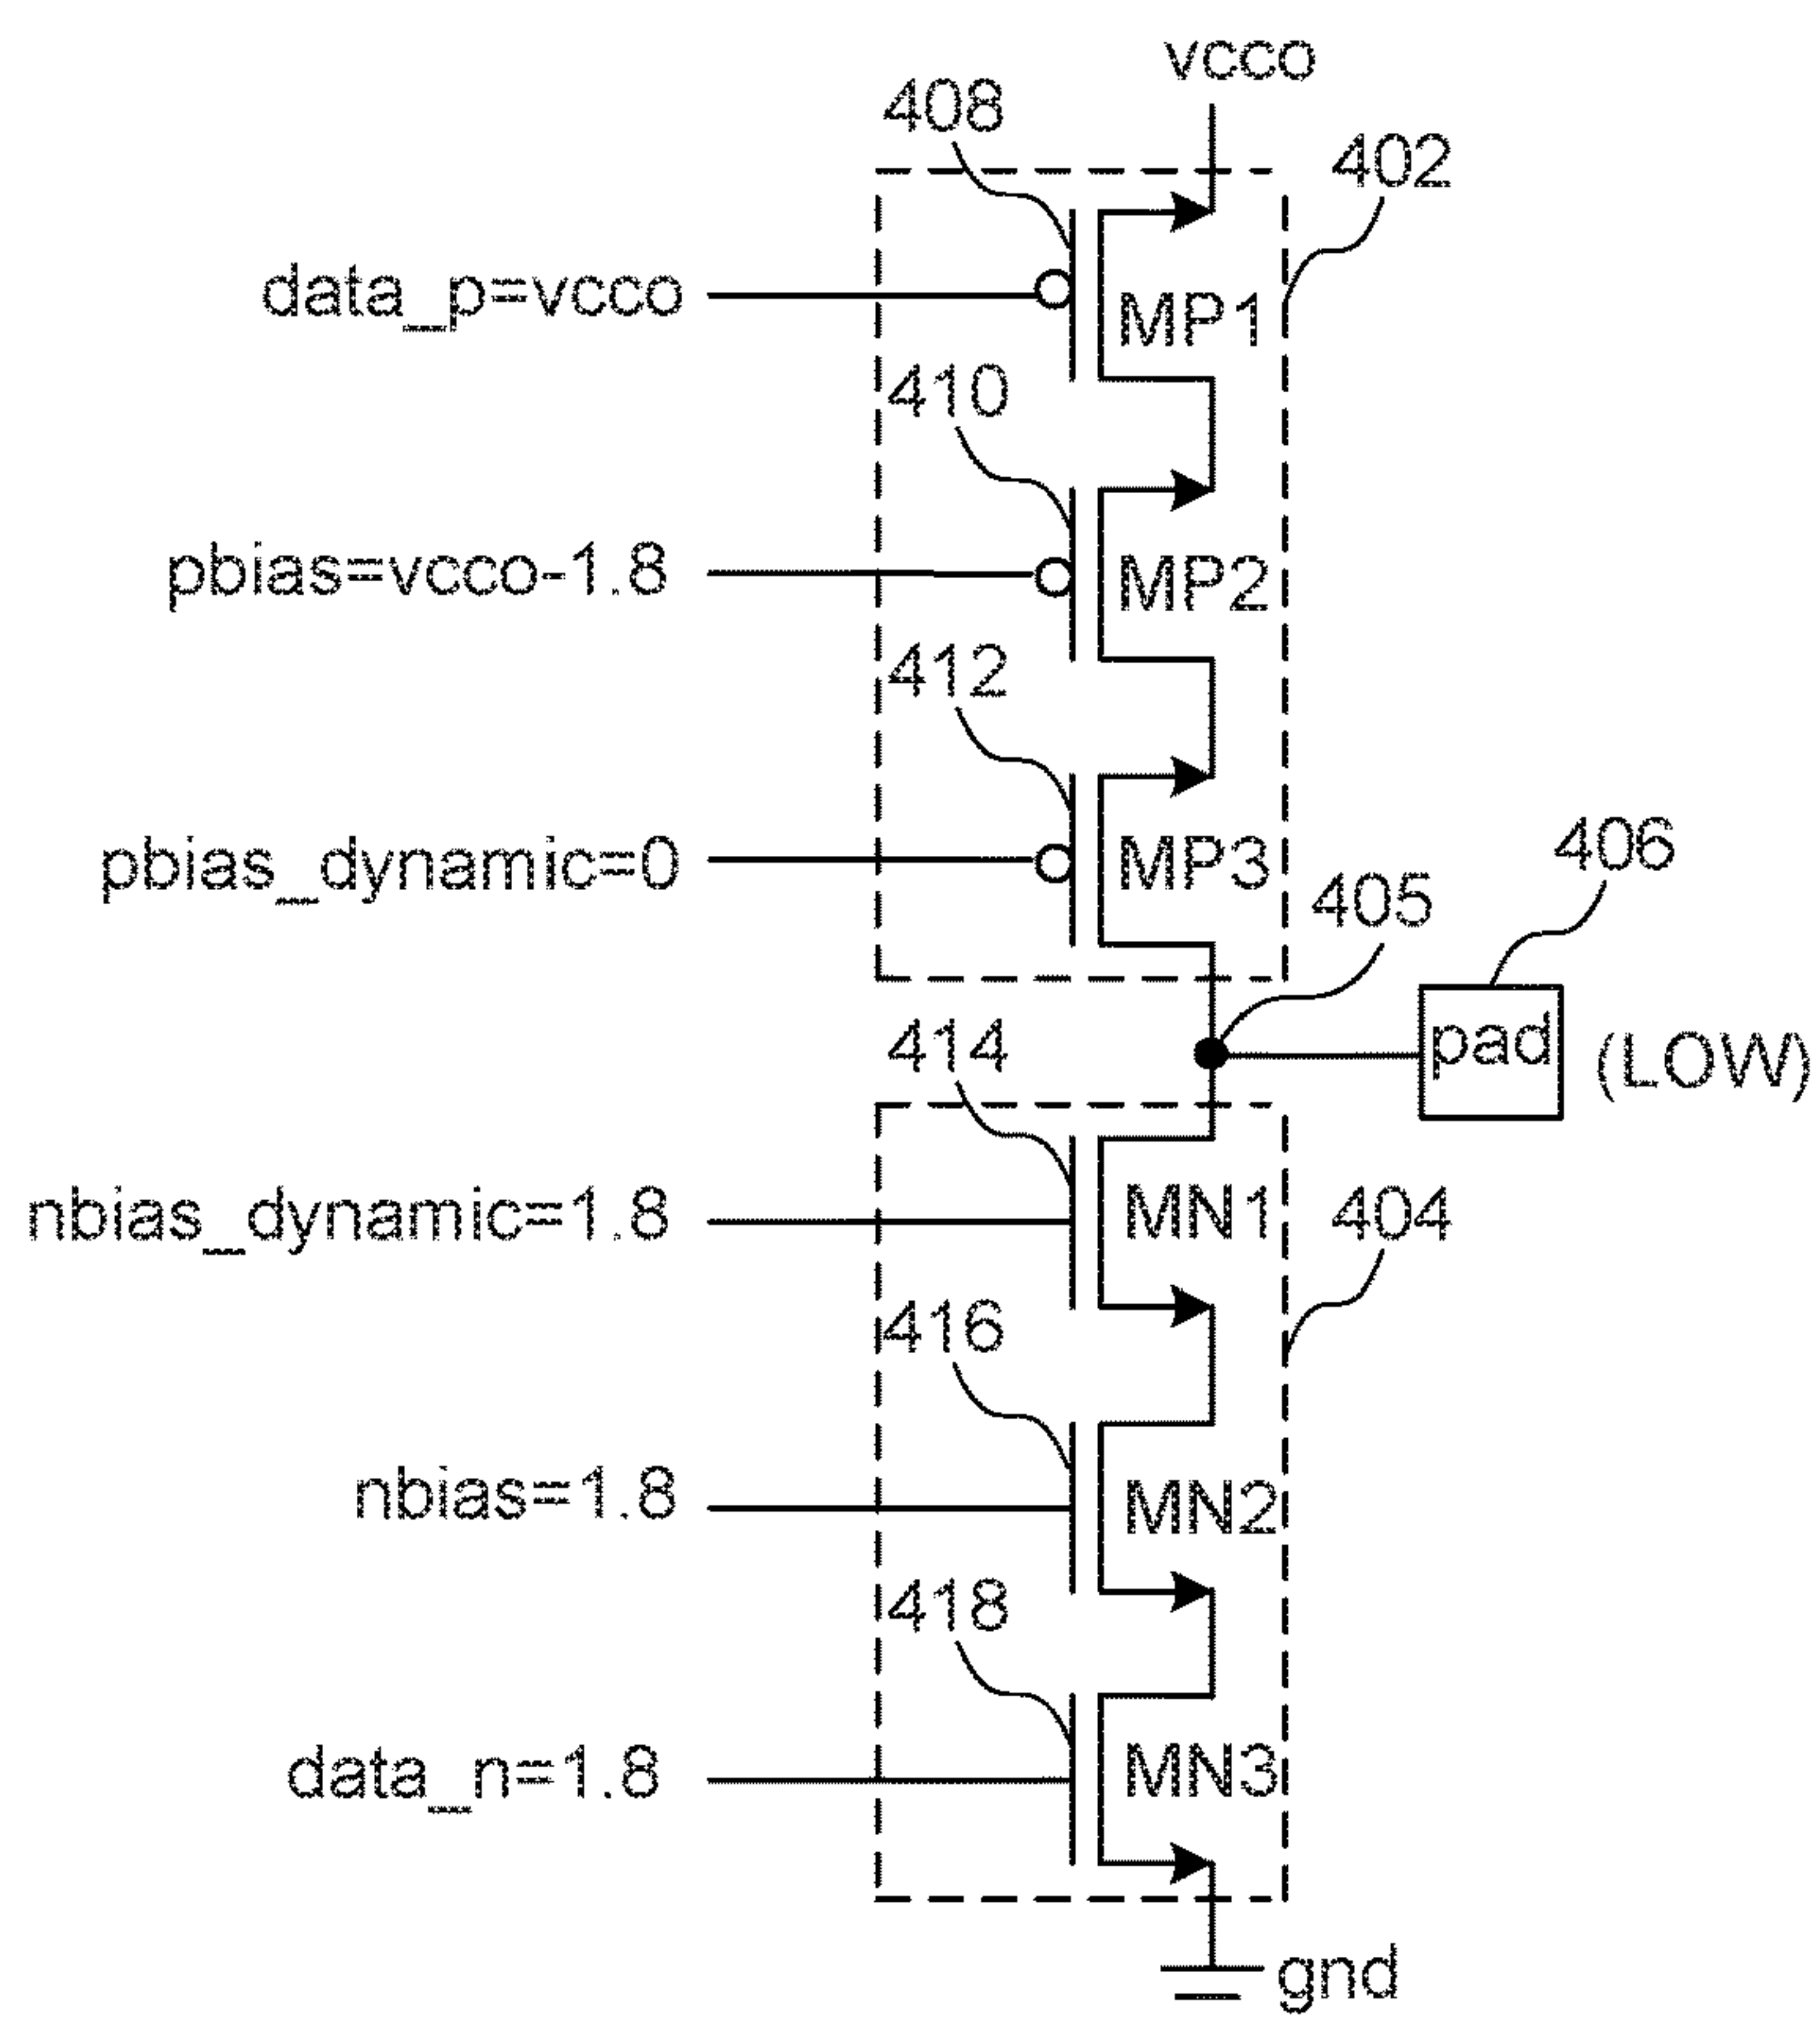 vcco
408
402
data_p=vcco
MP1
410
pbias=vcco-1.8
MP2
412
pbias_dynamic=0
MP3
406
405
pad
(LOW)
414
nbias_dynamic=1.8
MN1
404
416
nbias=1.8
MN2
418
data_n=1.8
MN3
gnd